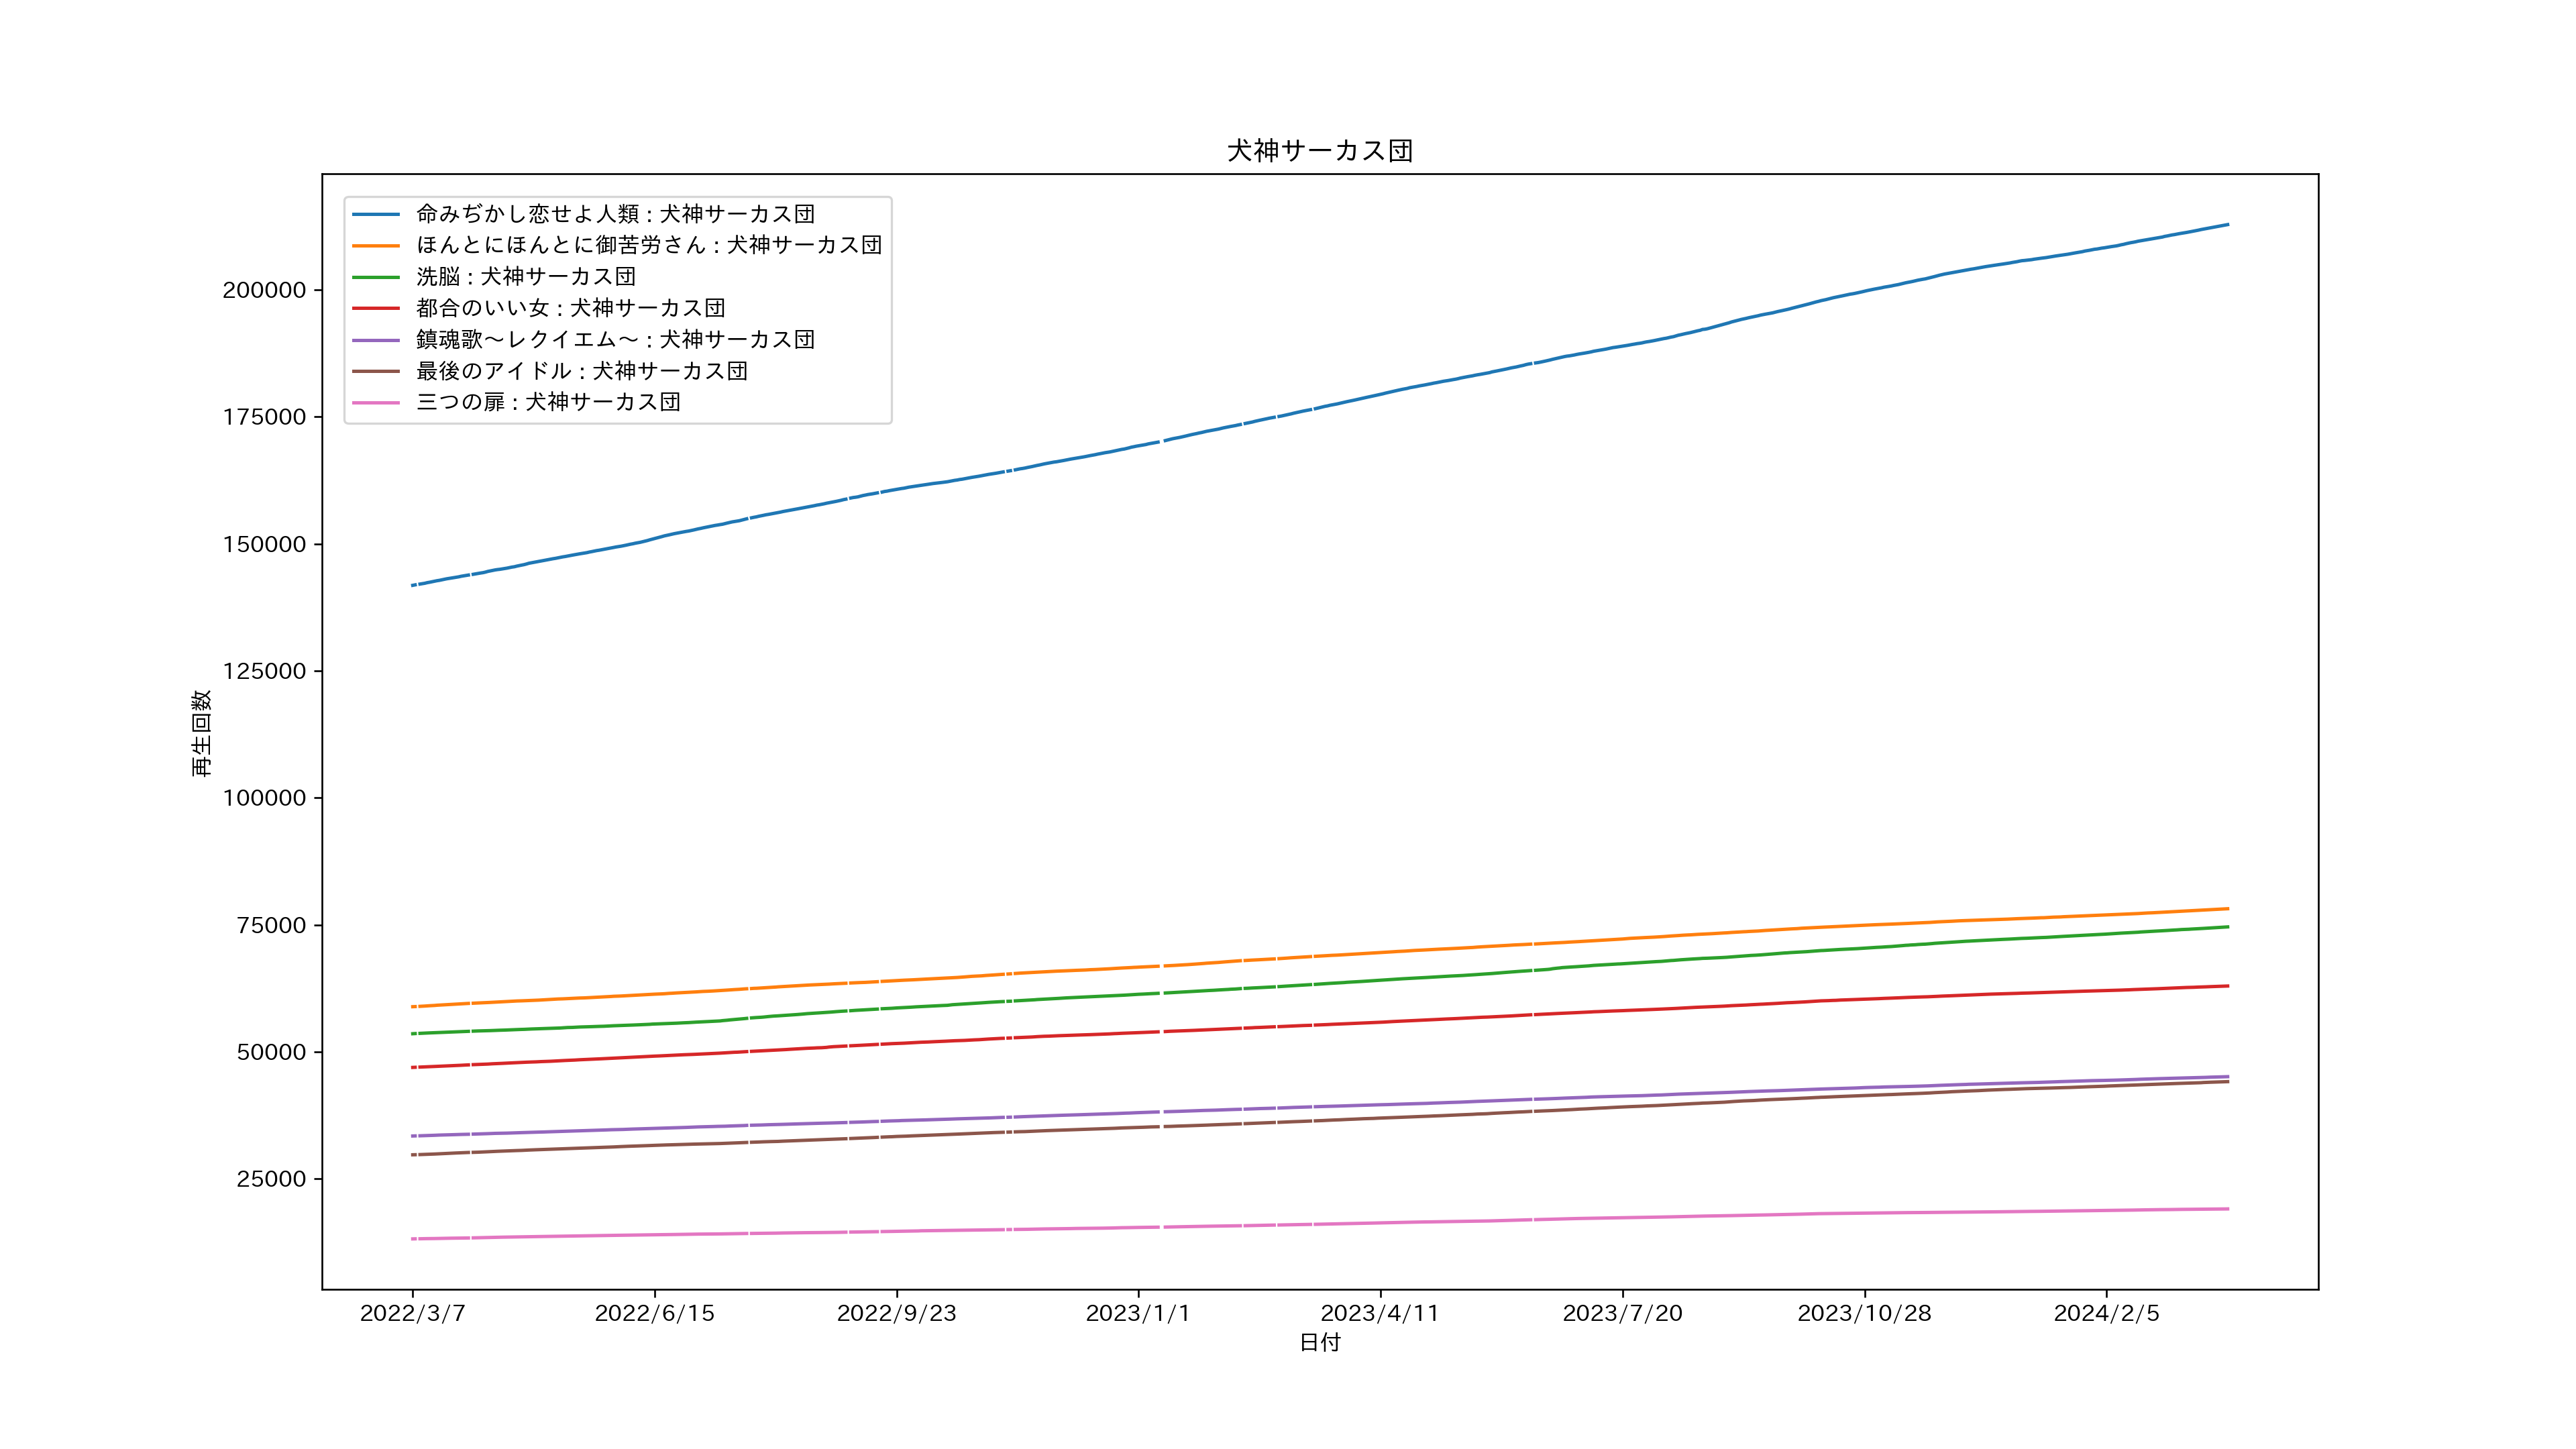 犬神サーカス団
命みぢかし恋せよ人類 : 犬神サーカス団
ほんとにほんとに御苦労さん : 犬神サーカス団
洗脳 : 犬神サーカス団
都合のいい女 : 犬神サーカス団
鎮魂歌～レクイエム～ : 犬神サーカス団
最後のアイドル : 犬神サーカス団
三つの扉 : 犬神サーカス団
再生回数
200000
175000
150000
125000
100000
75000
50000
25000
2022/3/7
2022/6/15
2022/9/23
2023/1/1
2023/4/11
2023/7/20
2023/10/28
2024/2/5
日付